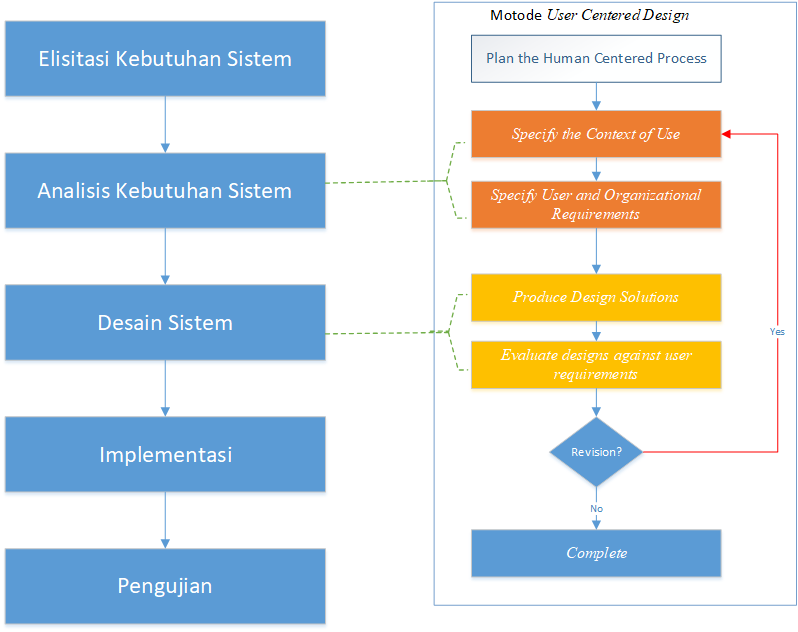 Elisitasi Kebutuhan Sistem
Analisis Kebutuhan Sistem
Desain Sistem
Implementasi
Pengujian
Motode User Centered Design
Plan the Human Centered Process
Specify the Context of Use
Specify User and Organizational
Requirements
Produce Design Solutions
Evaluate designs against user
requirements
Revision?
Yes
No
Complete